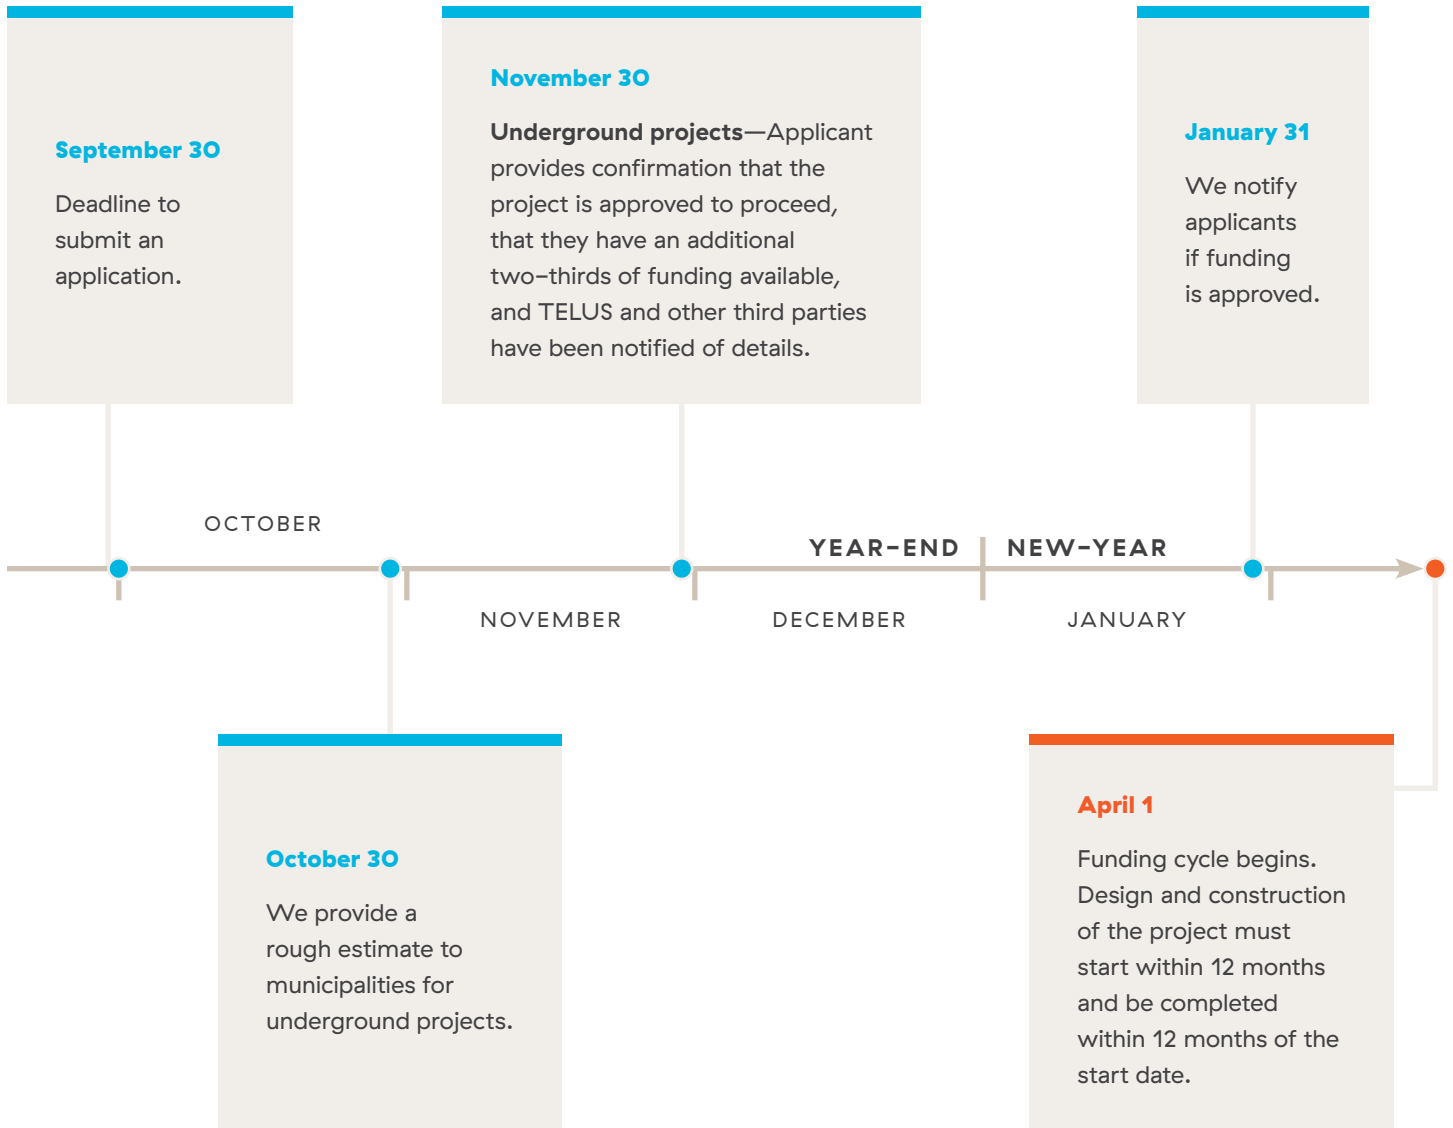 September 30
Deadline to
submit an
application.
November 30
Underground projects—Applicant
provides confirmation that the
project is approved to proceed,
that they have an additional
two-thirds of funding available,
and TELUS and other third parties
have been notified of details.
January 31
We notify
applicants
if funding
is approved.
OCTOBER
YEAR-END
NEW-YEAR
NOVEMBER
DECEMBER
JANUARY
October 30
We provide a
rough estimate to
municipalities for
underground projects.
April 1
Funding cycle begins.
Design and construction
of the project must
start within 12 months
and be completed
within 12 months of the
start date.